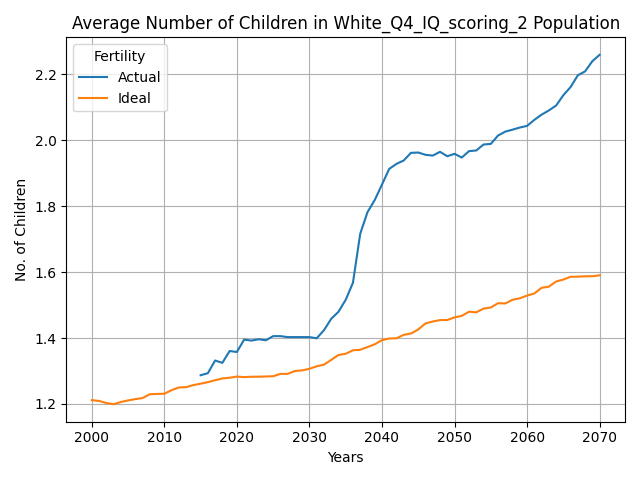 Average Number of Children in White_Q4_IQ_scoring_2 Population
Fertility
Actual
Ideal
2.2
2.0
1.8
1.6
1.4
1.2
No. of Children
2000 2010 2020 2030 2040 2050 2060 2070
Years